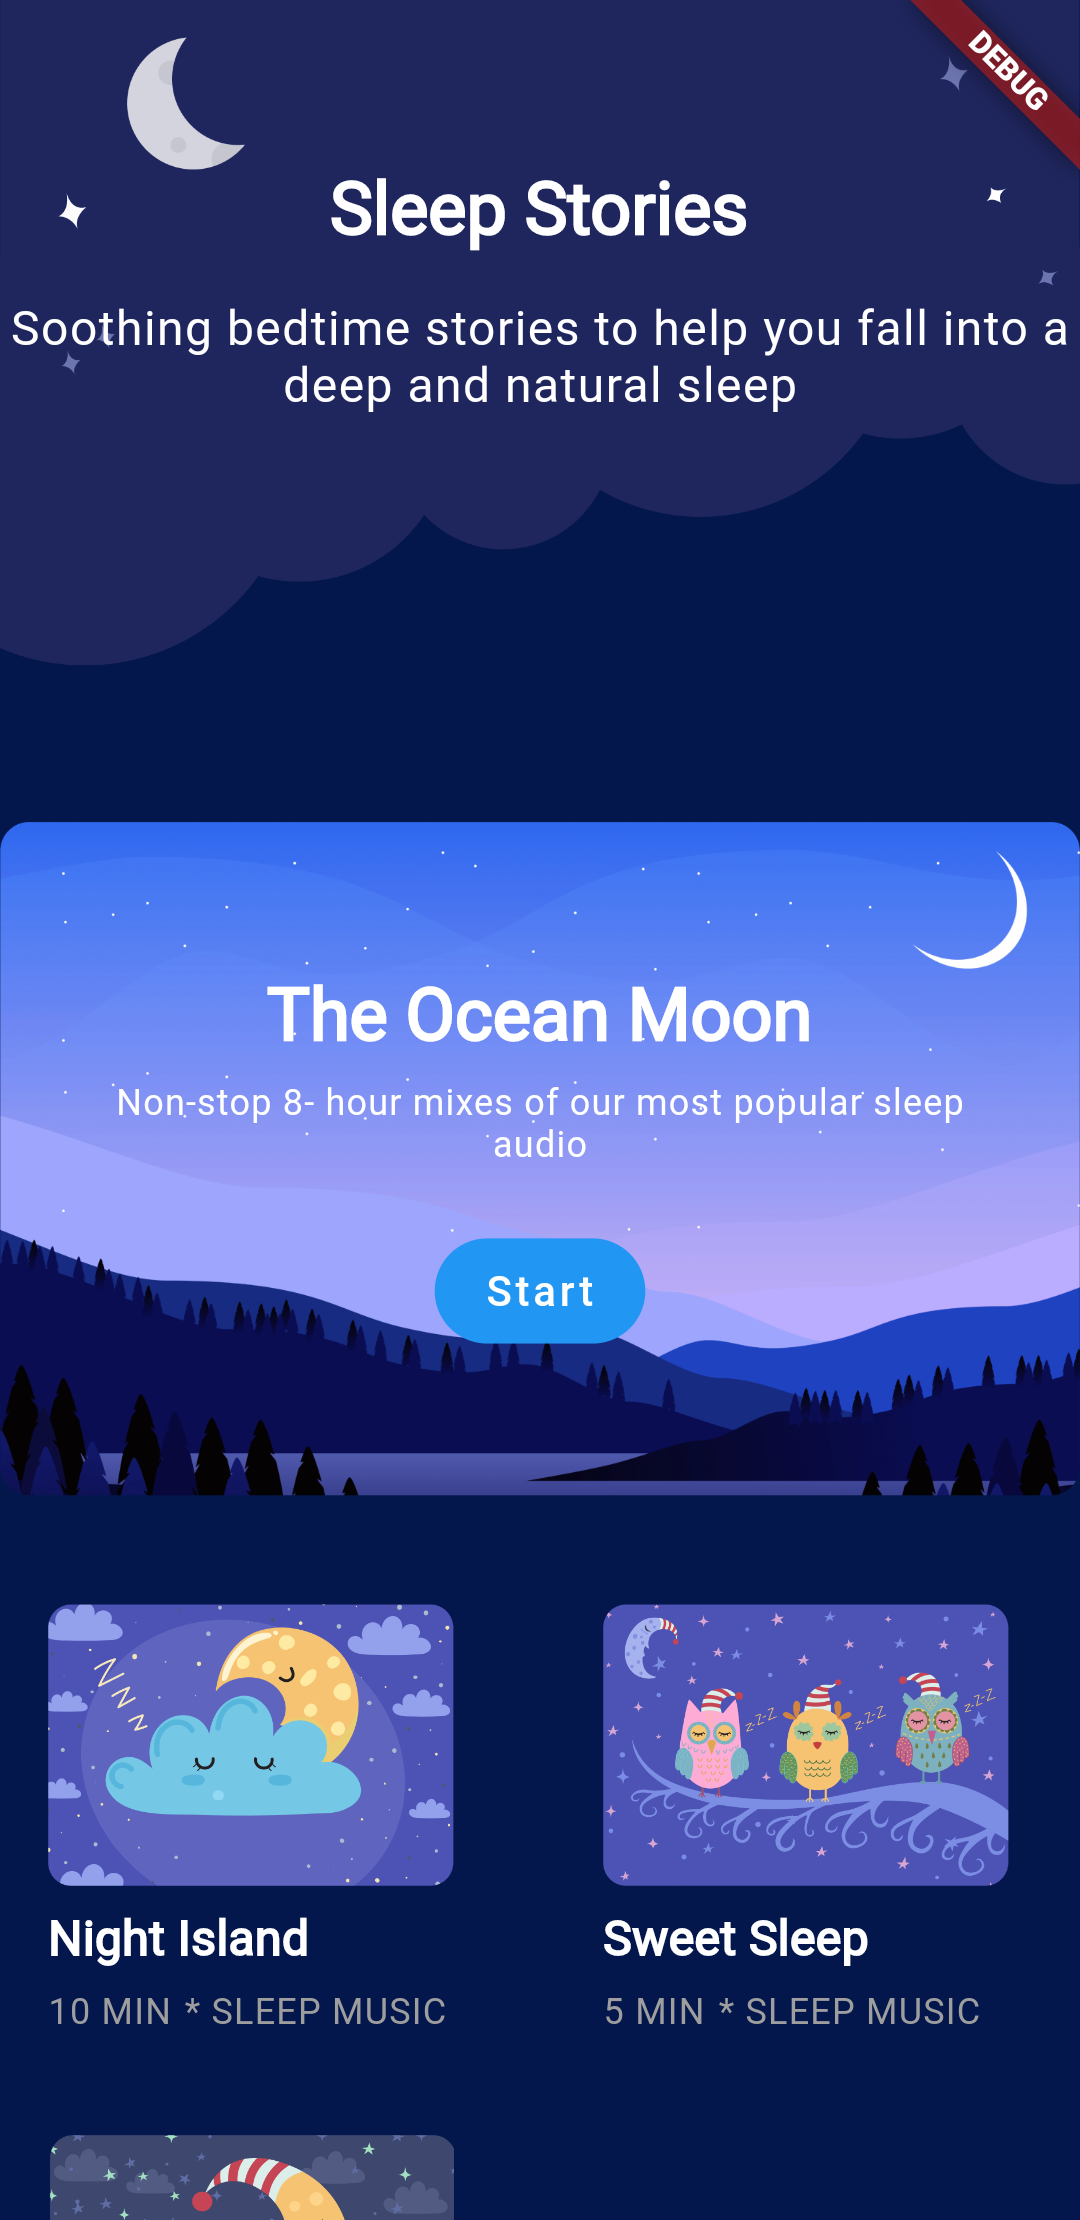 DEBUG
Sleep Stories
Soothing bedtime stories to help you fall into a
deep and natural sleep
The Ocean Moon
Non-stop 8- hour mixes of our most popular sleep
audio
Start
ZZZZ
z-Z-Z
z-Z-Z
z-Z-Z
Night Island
Sweet Sleep
10 MIN * SLEEP MUSIC
5 MIN * SLEEP MUSIC